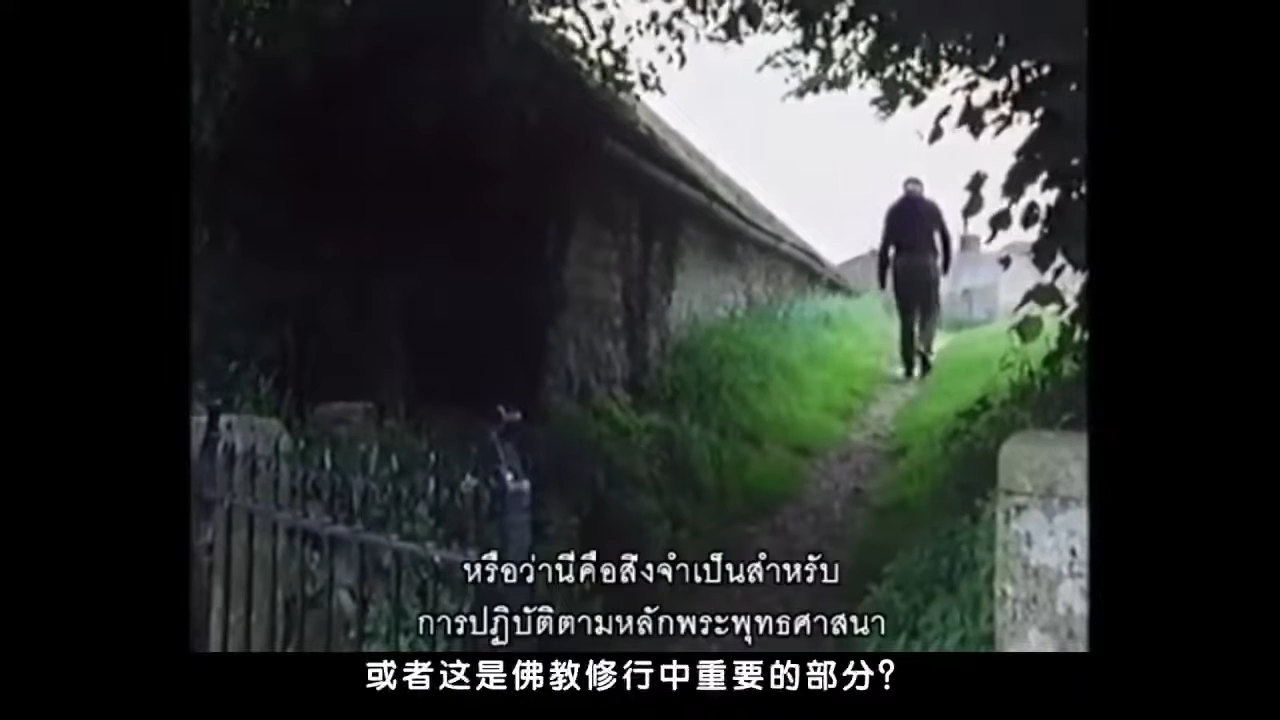 หรือว่านี่คือสิ่งจำเป็นสำหรับ
การปฏิบัติตามหลักพระพุทธศาสนา
或者这是佛教修行中重要的部分?